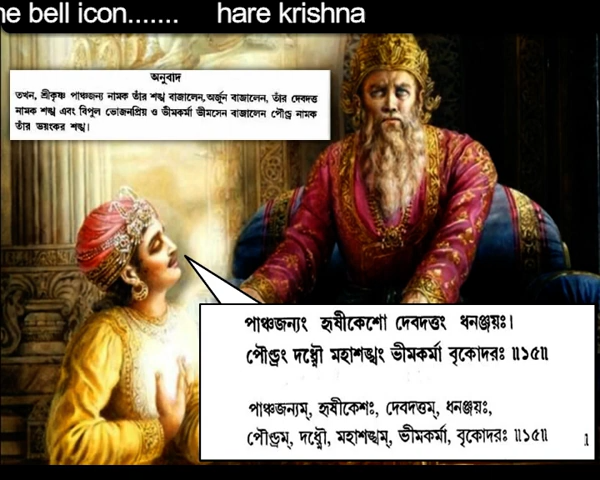 he bell icon....... hare krishna
অনুবাদ
তখন, শ্রীকৃষ্ণ পাঞ্চজন্য নামক তাঁর শঙ্খ বাজালেন, অর্জুন বাজালেন, তাঁর দেবদত্ত
নামক শঙ্খ এবং বিপুল ভোজনপ্রিয় ও ভীমকর্মা ভীমসেন বাজালেন পৌণ্ড্র নামক
তাঁর ভয়ংকর শঙ্খ।
পাঞ্চজন্যং হৃষীকেশো দেবদত্তং ধনঞ্জয়ঃ।
পৌণ্ড্রং দধ্মৌ মহাশঙ্খং ভীমকর্মা বৃকোদরঃ ॥১৫॥
পাঞ্চজন্যম্, হৃষীকেশঃ, দেবদত্তম্, ধনঞ্জয়ঃ,
পৌণ্ড্রম্, দধ্মৌ, মহাশঙ্খম্, ভীমকর্মা, বৃকোদরঃ ॥১৫॥